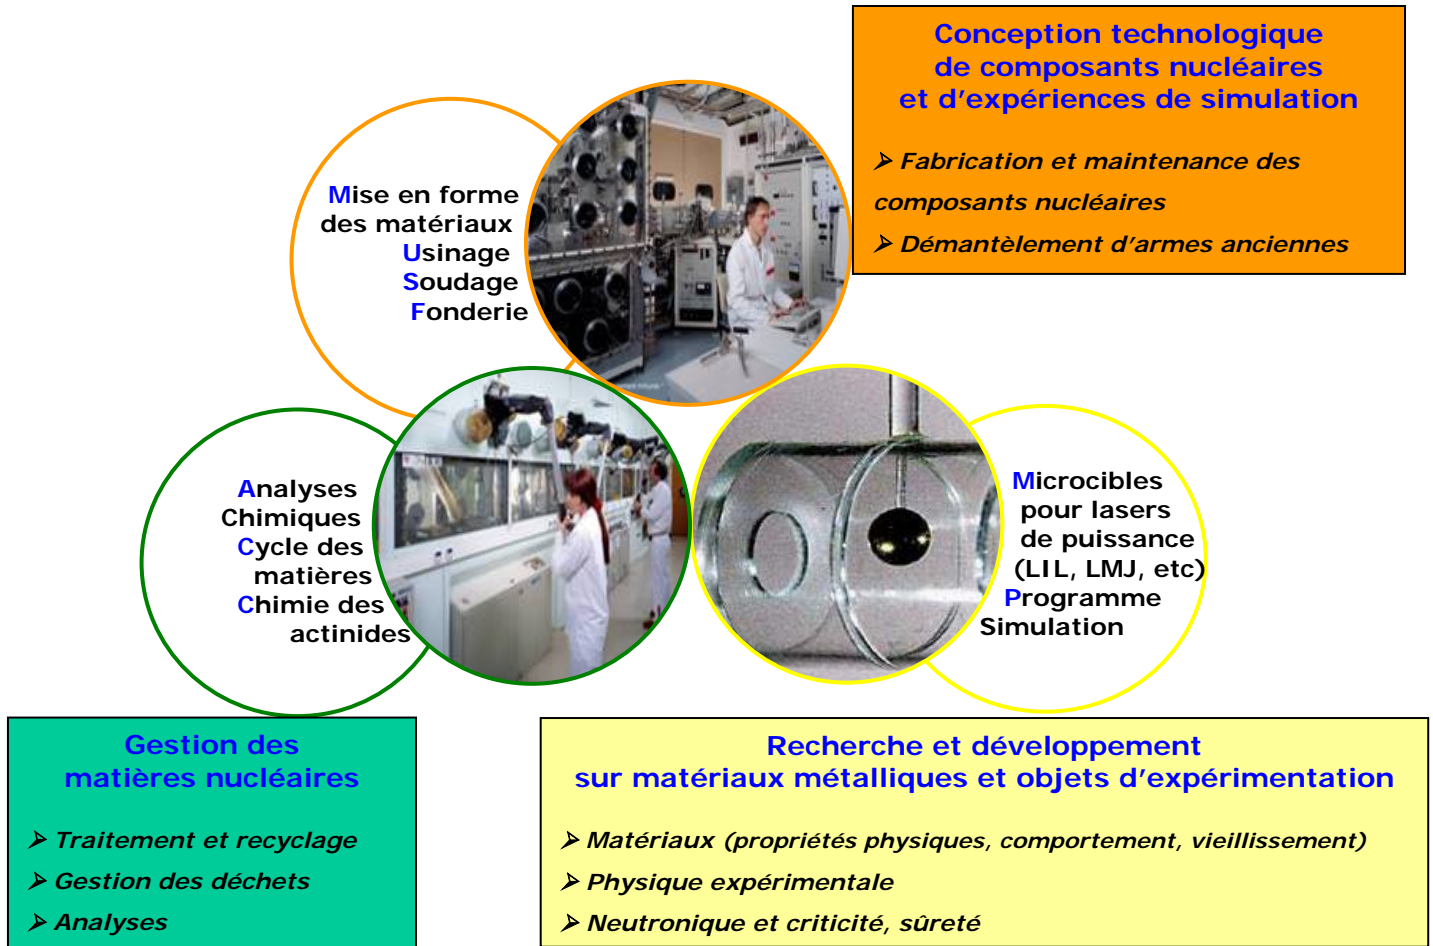 Conception technologique
de composants nucléaires
et d’expériences de simulation
➢ Fabrication et maintenance des
composants nucléaires
➢ Démantèlement d’armes anciennes
Mise en forme
des matériaux
Usinage
Soudage
Fonderie
Analyses
Chimiques
Cycle des
matières
Chimie des
actinides
Microcibles
pour lasers
de puissance
(LIL, LMJ, etc)
Programme
Simulation
Gestion des
matières nucléaires
➢ Traitement et recyclage
➢ Gestion des déchets
➢ Analyses
Recherche et développement
sur matériaux métalliques et objets d’expérimentation
➢ Matériaux (propriétés physiques, comportement, vieillissement)
➢ Physique expérimentale
➢ Neutronique et criticité, sûreté